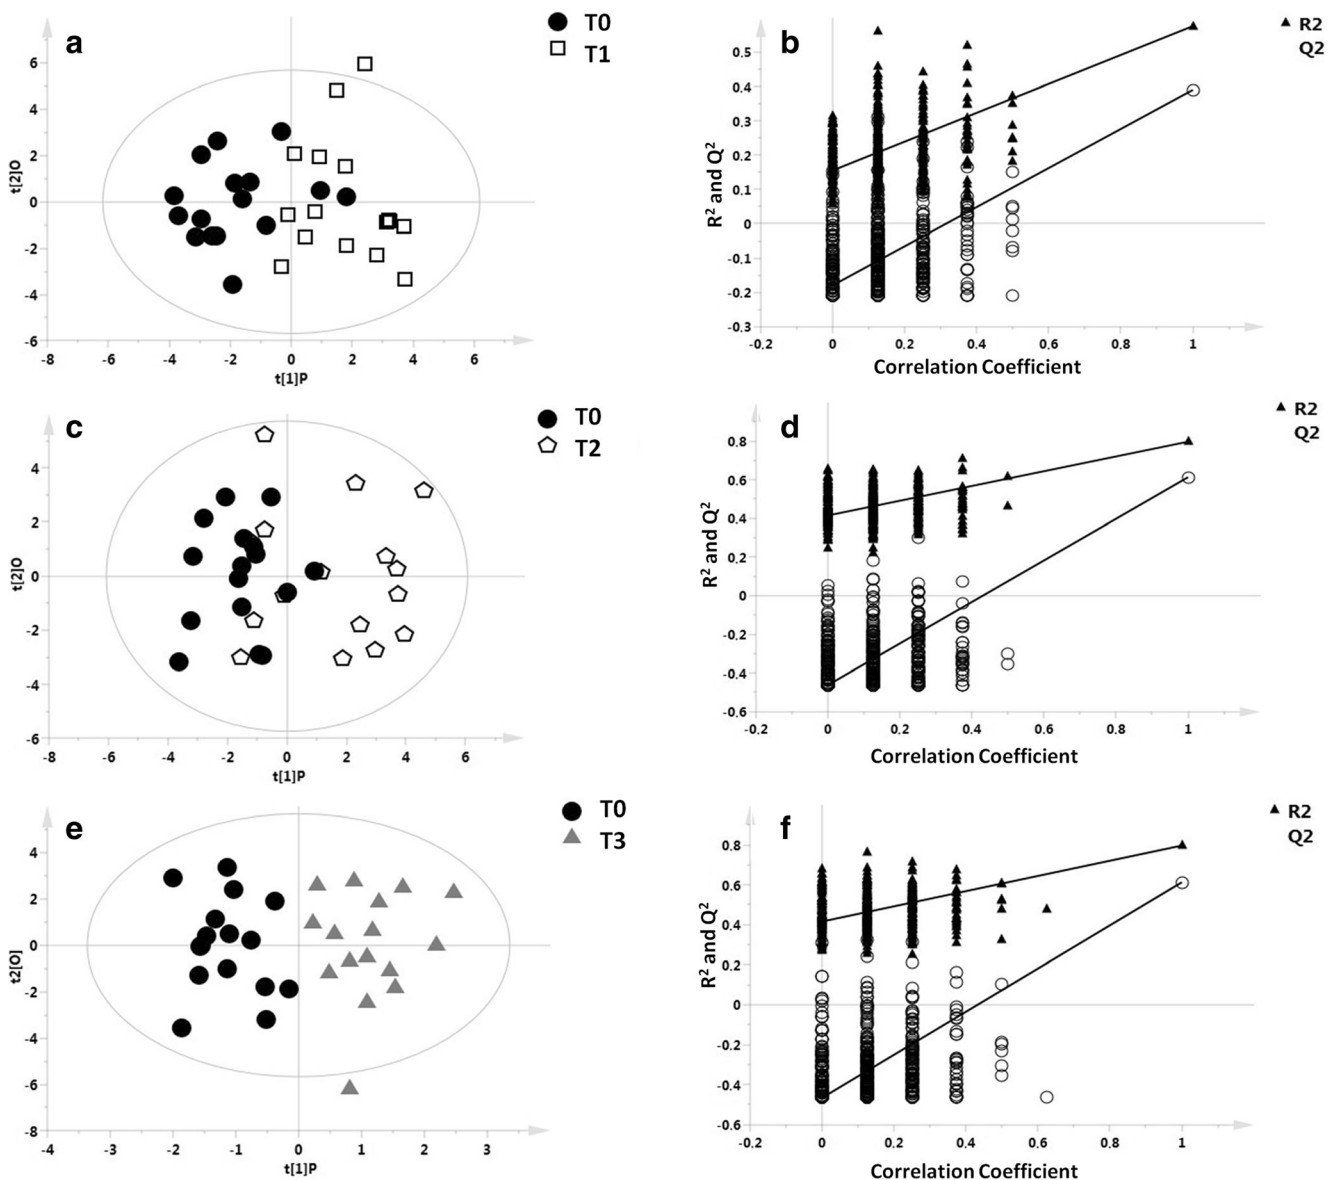 a
T0
T1
6
4
2
0
-2
-4
-6
-8 -6 -4 -2 0 2 4 6
t[2]O
t[1]P
b
R2
Q2
0.5
0.4
0.3
0.2
0.1
0
-0.1
-0.2
-0.3
-0.2 0 0.2 0.4 0.6 0.8 1
R² and Q²
Correlation Coefficient
c
T0
T2
4
2
0
-2
-4
-6
-8 -6 -4 -2 0 2 4 6
t[2]O
t[1]P
d
R2
Q2
0.8
0.6
0.4
0.2
0
-0.2
-0.4
-0.6
-0.2 0 0.2 0.4 0.6 0.8 1
R² and Q²
Correlation Coefficient
e
T0
T3
4
2
0
-2
-4
-6
-8
-4 -3 -2 -1 0 1 2 3
t2[O]
t[1]P
f
R2
Q2
0.8
0.6
0.4
0.2
0
-0.2
-0.4
-0.6
-0.2 0 0.2 0.4 0.6 0.8 1
R² and Q²
Correlation Coefficient